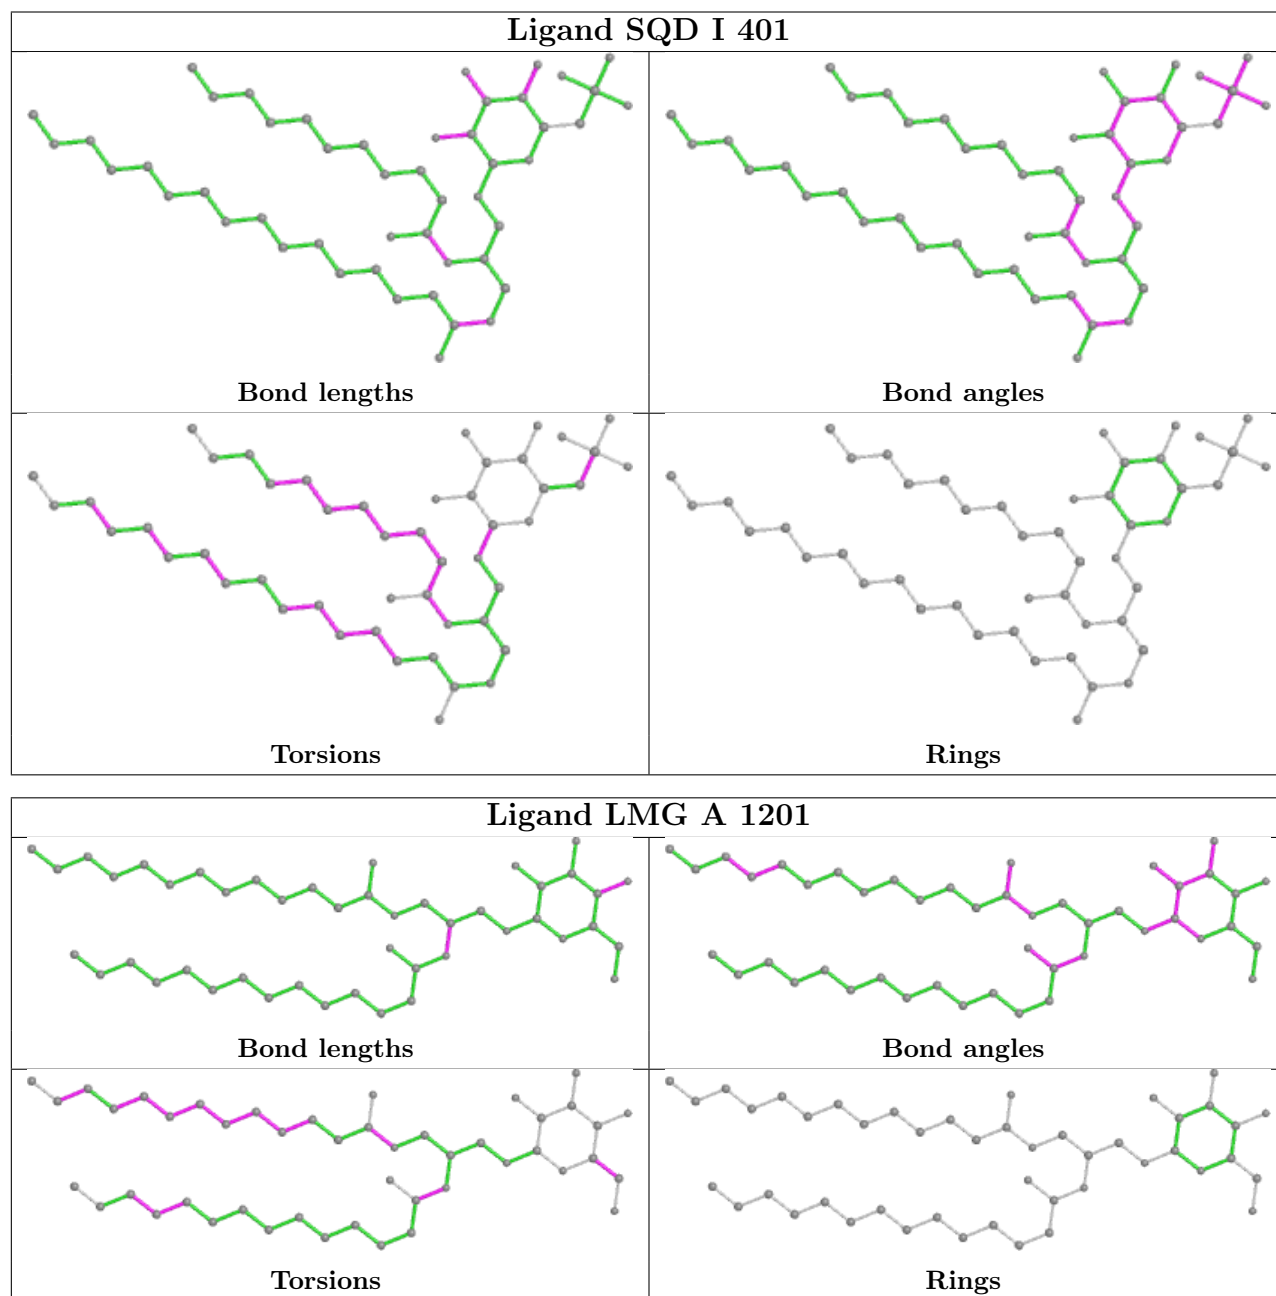 Ligand SQD I 401
Bond lengths
Bond angles
Torsions
Rings
Ligand LMG A 1201
Bond lengths
Bond angles
Torsions
Rings